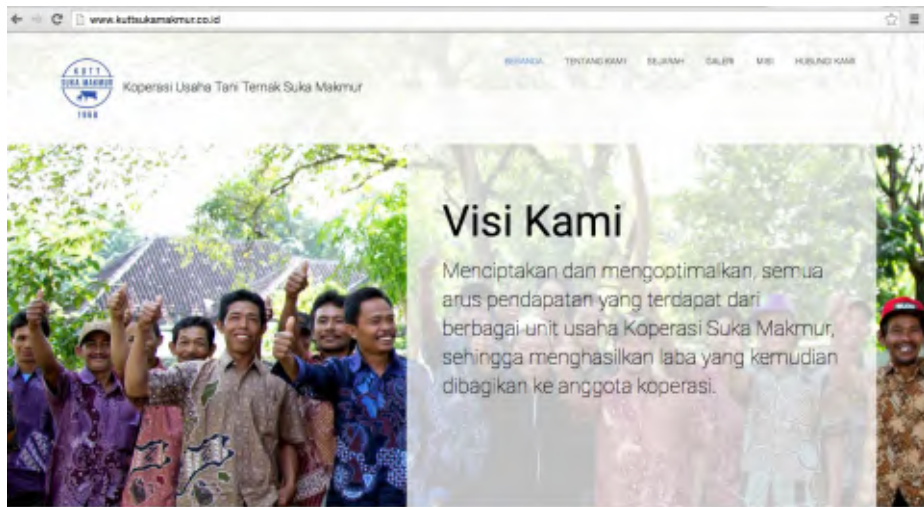 www.kuttsukamakmur.co.id
KUTT
SUKA MAKMUR
1968
Koperasi Usaha Tani Ternak Suka Makmur
BERANDA TENTANG KAMI SEJARAH GALERI MISI HUBUNGI KAMI
Visi Kami
Menciptakan dan mengoptimalkan, semua
arus pendapatan yang terdapat dari
berbagai unit usaha Koperasi Suka Makmur,
sehingga menghasilkan laba yang kemudian
dibagikan ke anggota koperasi.